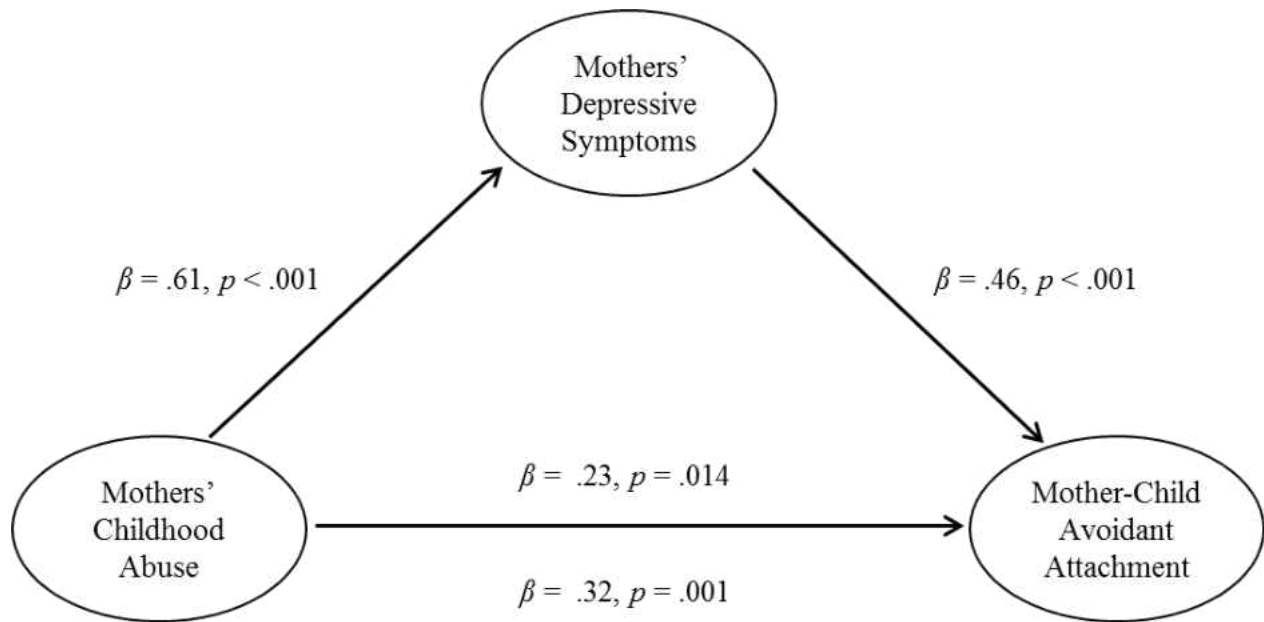 Mothers’
Depressive
Symptoms
β = .61, p < .001
β = .46, p < .001
β = .23, p = .014
Mothers’
Childhood
Abuse
Mother-Child
Avoidant
Attachment
β = .32, p = .001